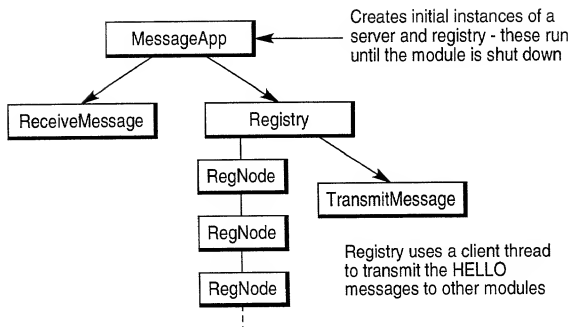 Creates initial instances of a
server and registry - these run
until the module is shut down
MessageApp
ReceiveMessage
Registry
RegNode
TransmitMessage
RegNode
RegNode
Registry uses a client thread
to transmit the HELLO
messages to other modules